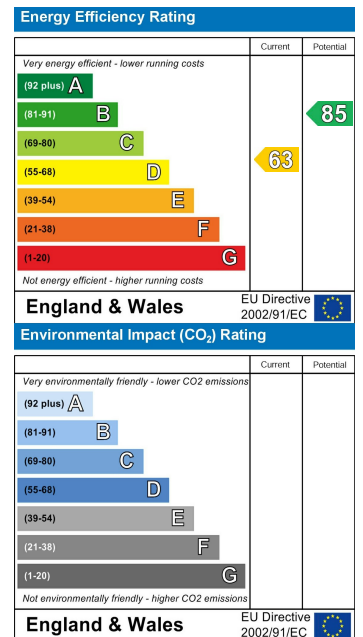 Energy Efficiency Rating
Current Potential
Very energy efficient - lower running costs
(92 plus) A
(81-91) B
85
(69-80) C
63
(55-68) D
(39-54) E
(21-38) F
(1-20) G
Not energy efficient - higher running costs
England & Wales EU Directive 2002/91/EC
Environmental Impact (CO₂) Rating
Current Potential
Very environmentally friendly - lower CO2 emissions
(92 plus) A
(81-91) B
(69-80) C
(55-68) D
(39-54) E
(21-38) F
(1-20) G
Not environmentally friendly - higher CO2 emissions
England & Wales EU Directive 2002/91/EC